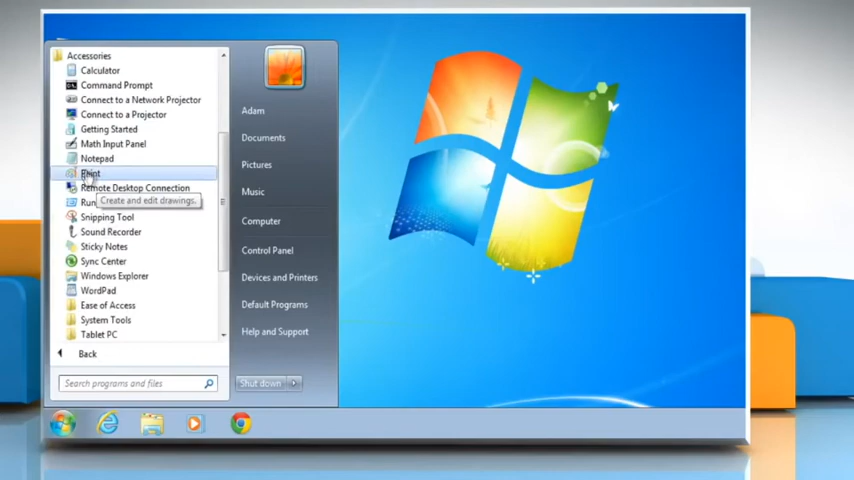 Accessories
Calculator
Command Prompt
Connect to a Network Projector
Connect to a Projector
Getting Started
Math Input Panel
Notepad
Paint
Remote Desktop Connection
Create and edit drawings.
Run
Snipping Tool
Sound Recorder
Sticky Notes
Sync Center
Windows Explorer
WordPad
Ease of Access
System Tools
Tablet PC
Back
Search programs and files
Adam
Documents
Pictures
Music
Computer
Control Panel
Devices and Printers
Default Programs
Help and Support
Shut down